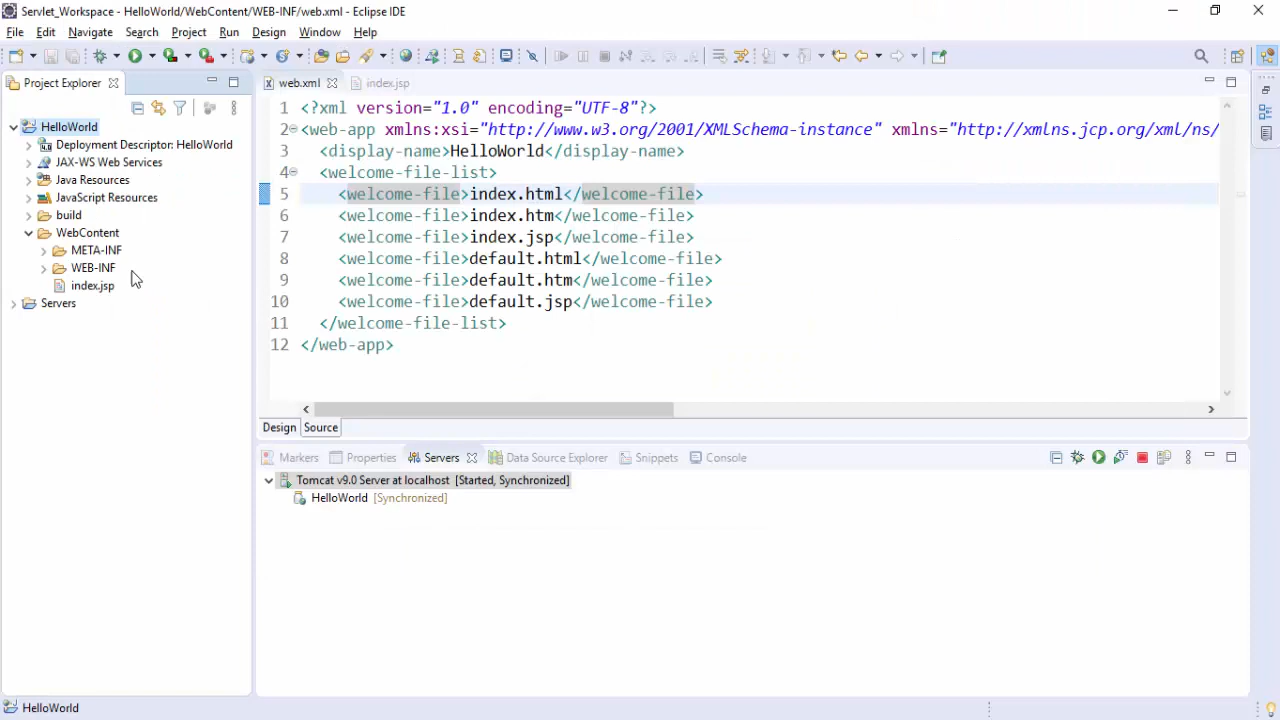 Servlet_Workspace - HelloWorld/WebContent/WEB-INF/web.xml - Eclipse IDE
File Edit Navigate Search Project Run Design Window Help
Project Explorer
HelloWorld
Deployment Descriptor: HelloWorld
JAX-WS Web Services
Java Resources
JavaScript Resources
build
WebContent
META-INF
WEB-INF
index.jsp
Servers
web.xml index.jsp
1 <?xml version="1.0" encoding="UTF-8"?>
2 <web-app xmlns:xsi="http://www.w3.org/2001/XMLSchema-instance" xmlns="http://xmlns.jcp.org/xml/ns/
3 <display-name>HelloWorld</display-name>
4 <welcome-file-list>
5 <welcome-file>index.html</welcome-file>
6 <welcome-file>index.htm</welcome-file>
7 <welcome-file>index.jsp</welcome-file>
8 <welcome-file>default.html</welcome-file>
9 <welcome-file>default.htm</welcome-file>
10 <welcome-file>default.jsp</welcome-file>
11 </welcome-file-list>
12 </web-app>
Design Source
Markers Properties Servers Data Source Explorer Snippets Console
Tomcat v9.0 Server at localhost [Started, Synchronized]
HelloWorld [Synchronized]
HelloWorld